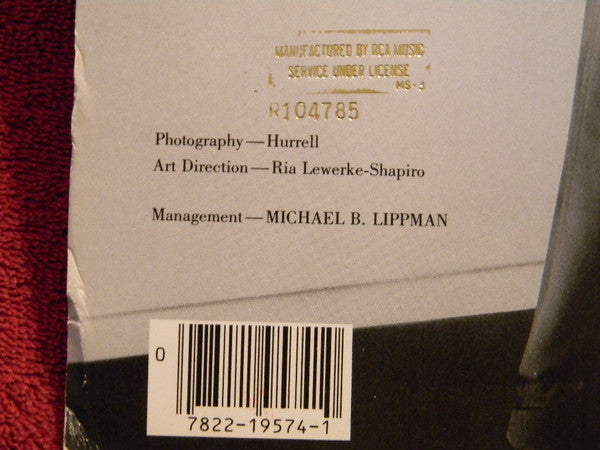 MANUFACTURED BY RCA MUSIC
SERVICE UNDER LICENSE
MS-J
R104785
Photography—Hurrell
Art Direction—Ria Lewerke-Shapiro
Management—MICHAEL B. LIPPMAN
0
7822-19574-1